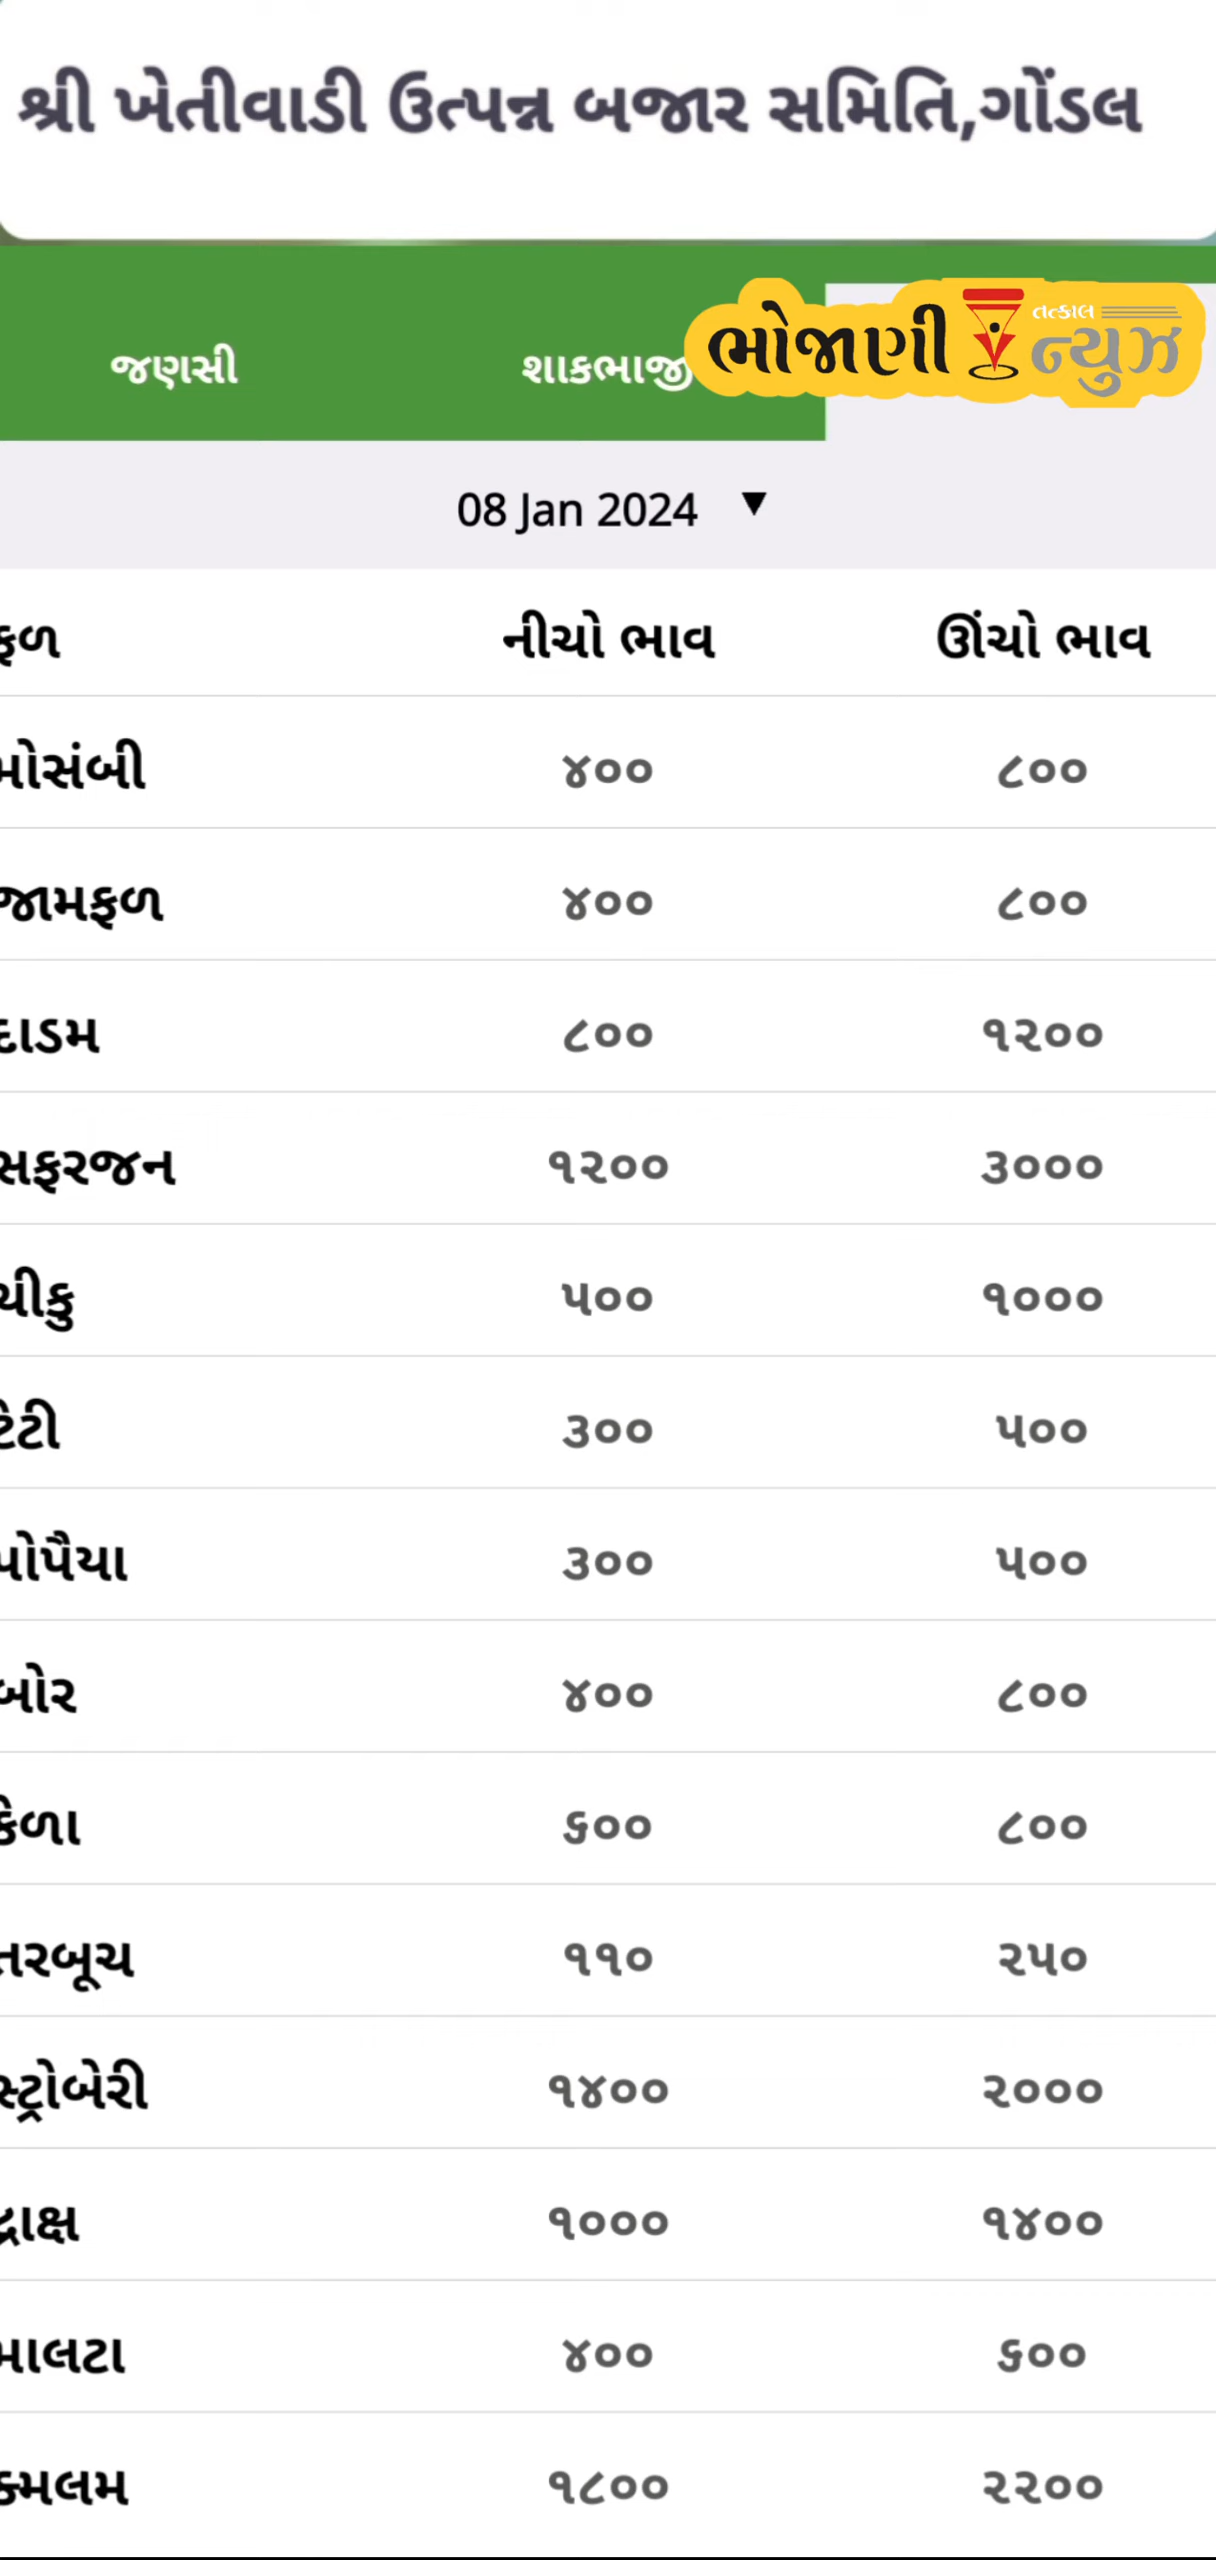 શ્રી ખેતીવાડી ઉત્પન્ન બજાર સમિતિ,ગોંડલ
જણસી શાકભાજી ભોજાણી તત્કાલ ન્યુઝ
08 Jan 2024 ▼
ફળ નીચો ભાવ ઊંચો ભાવ
મોસંબી ૪૦૦ ૮૦૦
જામફળ ૪૦૦ ૮૦૦
દાડમ ૮૦૦ ૧૨૦૦
સફરજન ૧૨૦૦ ૩૦૦૦
ચીકુ ૫૦૦ ૧૦૦૦
ટેટી ૩૦૦ ૫૦૦
પોપૈયા ૩૦૦ ૫૦૦
બોર ૪૦૦ ૮૦૦
કેળા ૬૦૦ ૮૦૦
તરબૂચ ૧૧૦ ૨૫૦
સ્ટ્રોબેરી ૧૪૦૦ ૨૦૦૦
દ્રાક્ષ ૧૦૦૦ ૧૪૦૦
માલટા ૪૦૦ ૬૦૦
ક્મલમ ૧૮૦૦ ૨૨૦૦